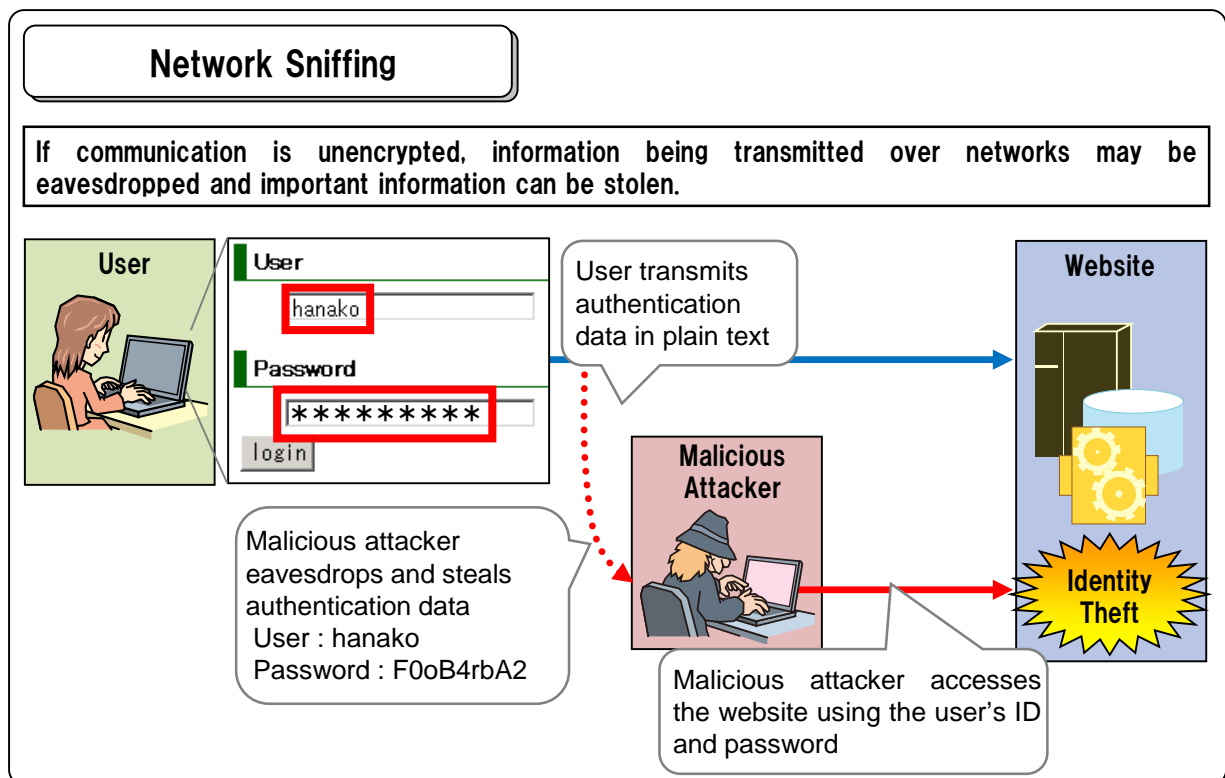 Network Sniffing
If communication is unencrypted, information being transmitted over networks may be
eavesdropped and important information can be stolen.
User
User
hanako
Password
*********
login
User transmits
authentication
data in plain text
Website
Malicious
Attacker
Malicious attacker
eavesdrops and steals
authentication data
User : hanako
Password : F0oB4rbA2
Identity
Theft
Malicious attacker accesses
the website using the user's ID
and password